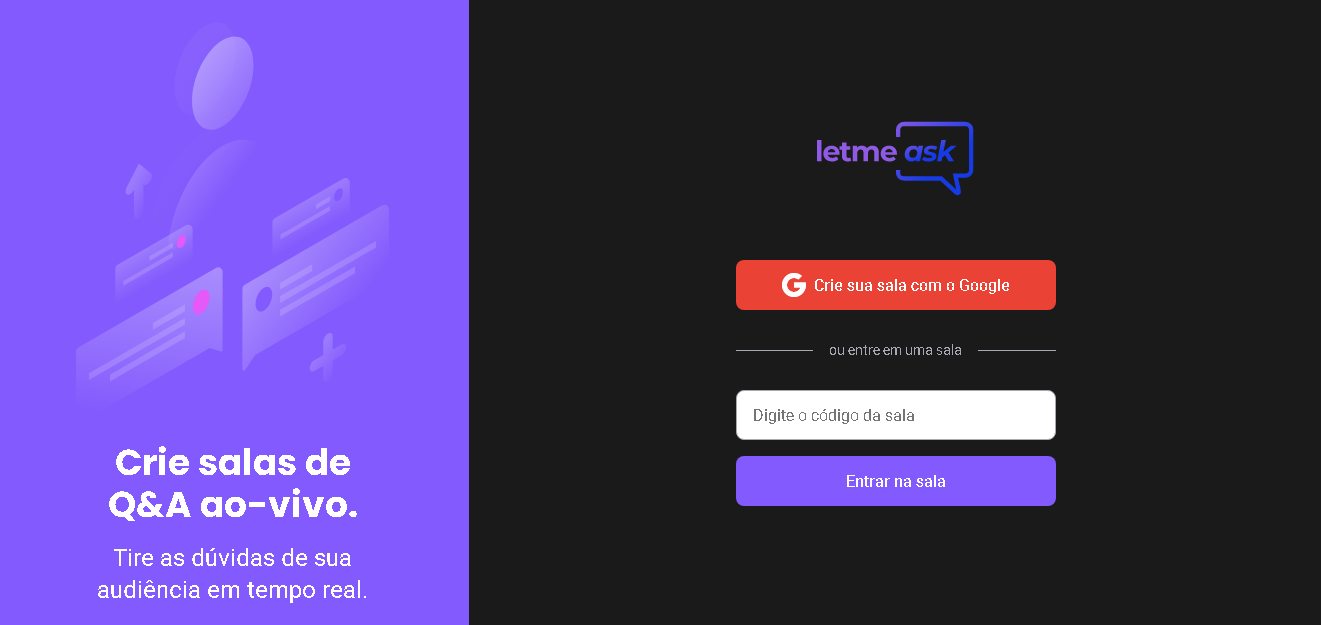 Crie salas de
Q&A ao-vivo.
Tire as dúvidas de sua
audiência em tempo real.
letme ask
Crie sua sala com o Google
ou entre em uma sala
Digite o código da sala
Entrar na sala